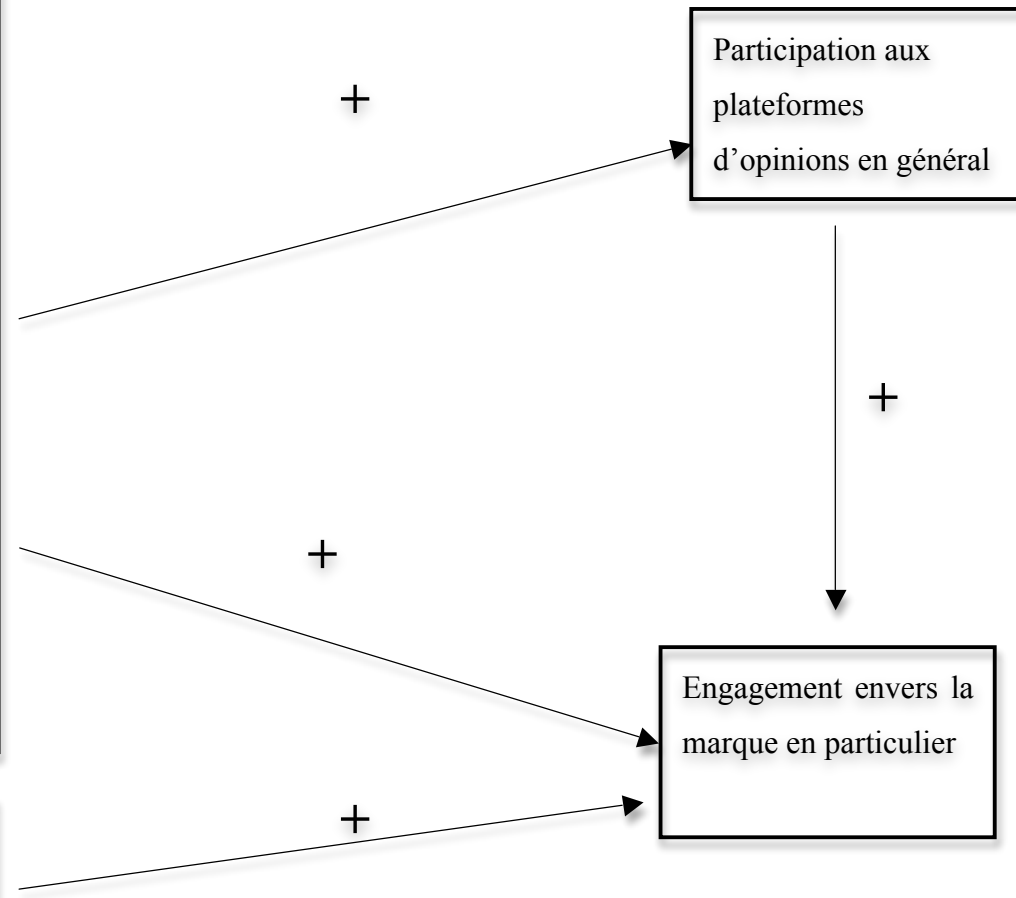 +
Participation aux
plateformes
d’opinions en général
+
+
Engagement envers la
marque en particulier
+